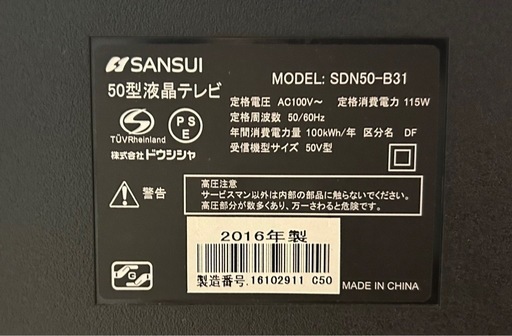 SANSUI
50型液晶テレビ
MODEL: SDN50-B31
定格電圧 AC100V～ 定格消費電力 115W
定格周波数 50/60Hz
年間消費電力量 100kWh/年 区分名 DF
受信機型サイズ 50V型
TÜVRheinland
PS
E
株式会社ドウシシャ
警告
高圧注意
サービスマン以外は内部の部品に触らないでください。
高圧部分が数多くあり、万一さわると危険です。
2016年製
製造番号.16102911 C50
MADE IN CHINA